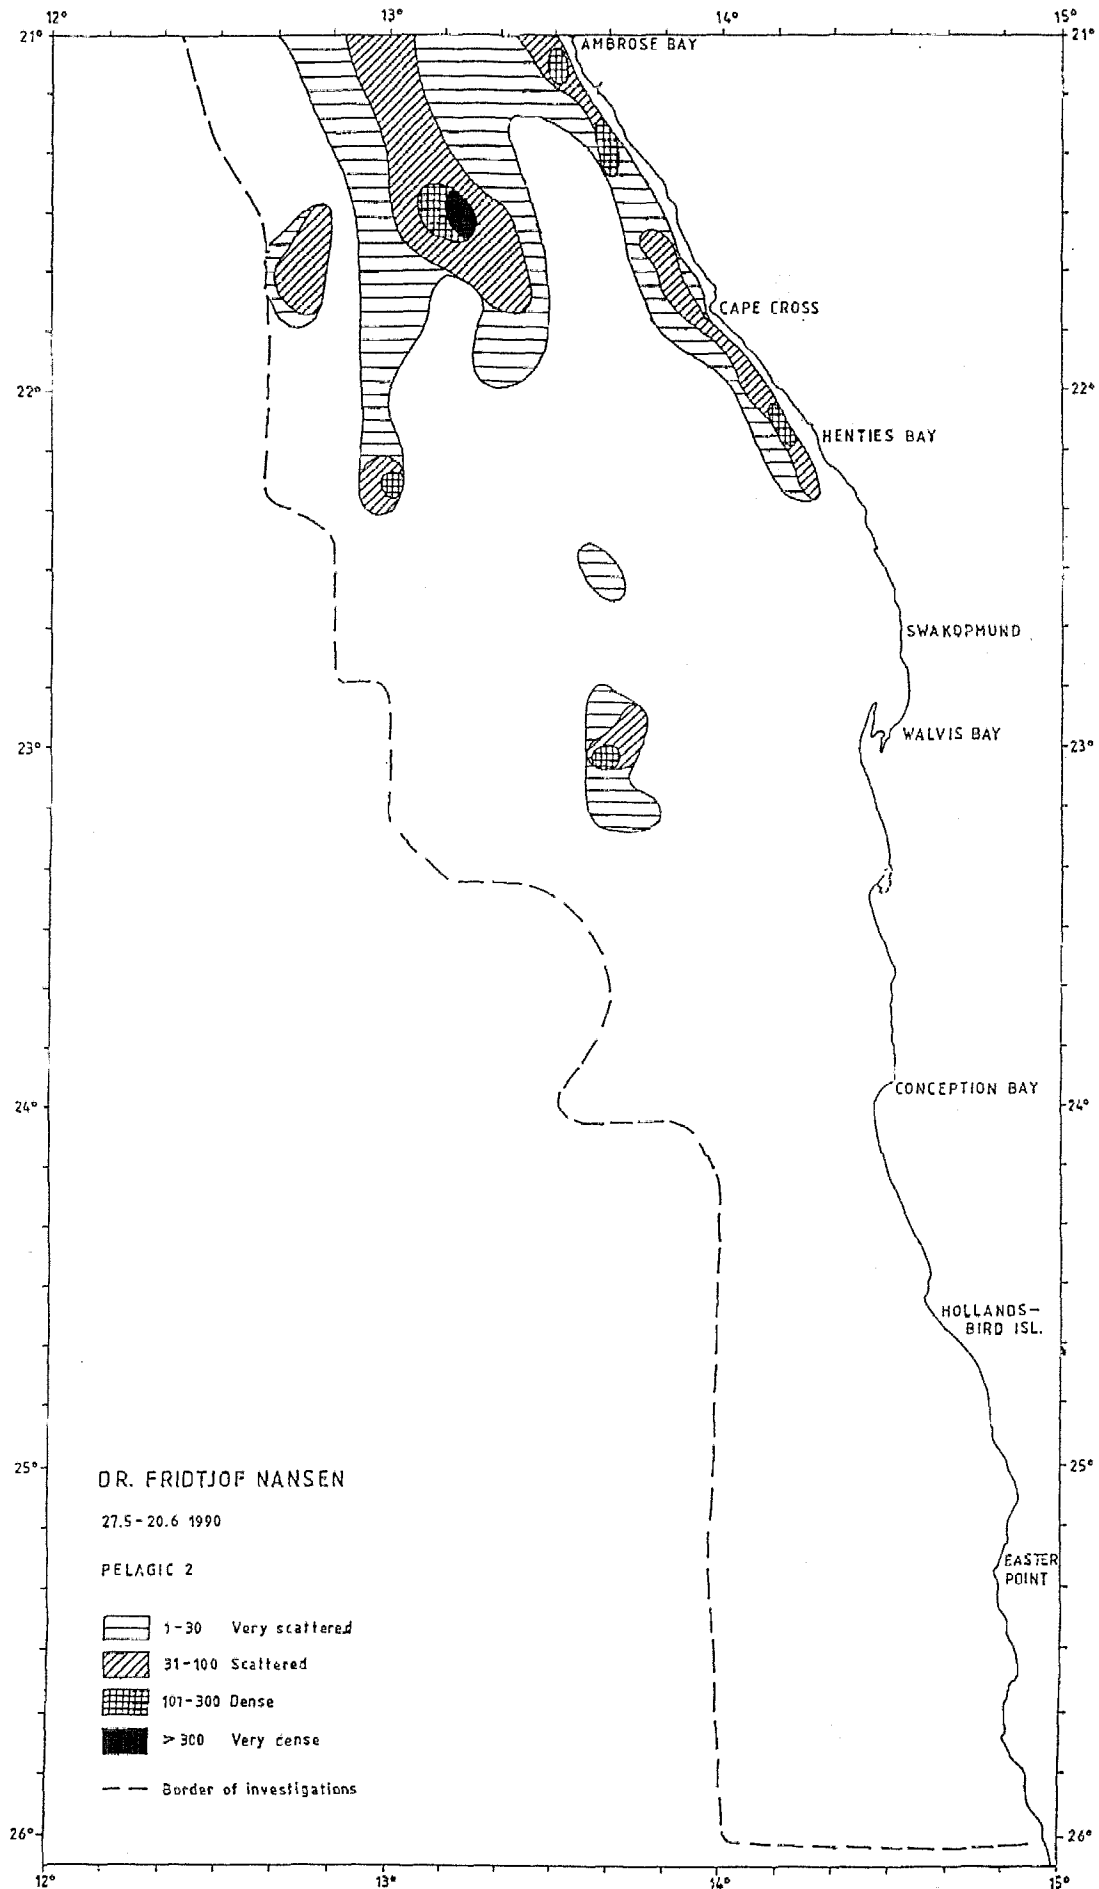 12° 13° 14° 15°
21° 21°
AMBROSE BAY
CAPE CROSS
22° 22°
HENTIES BAY
SWAKOPMUND
WALVIS BAY
23° 23°
CONCEPTION BAY
24° 24°
HOLLANDS-
BIRD ISL.
25° 25°
DR. FRIDTJOF NANSEN
27.5-20.6 1990
EASTER
POINT
PELAGIC 2
1-30 Very scattered
31-100 Scattered
101-300 Dense
>300 Very dense
Border of investigations
26° 26°
12° 13° 14° 15°